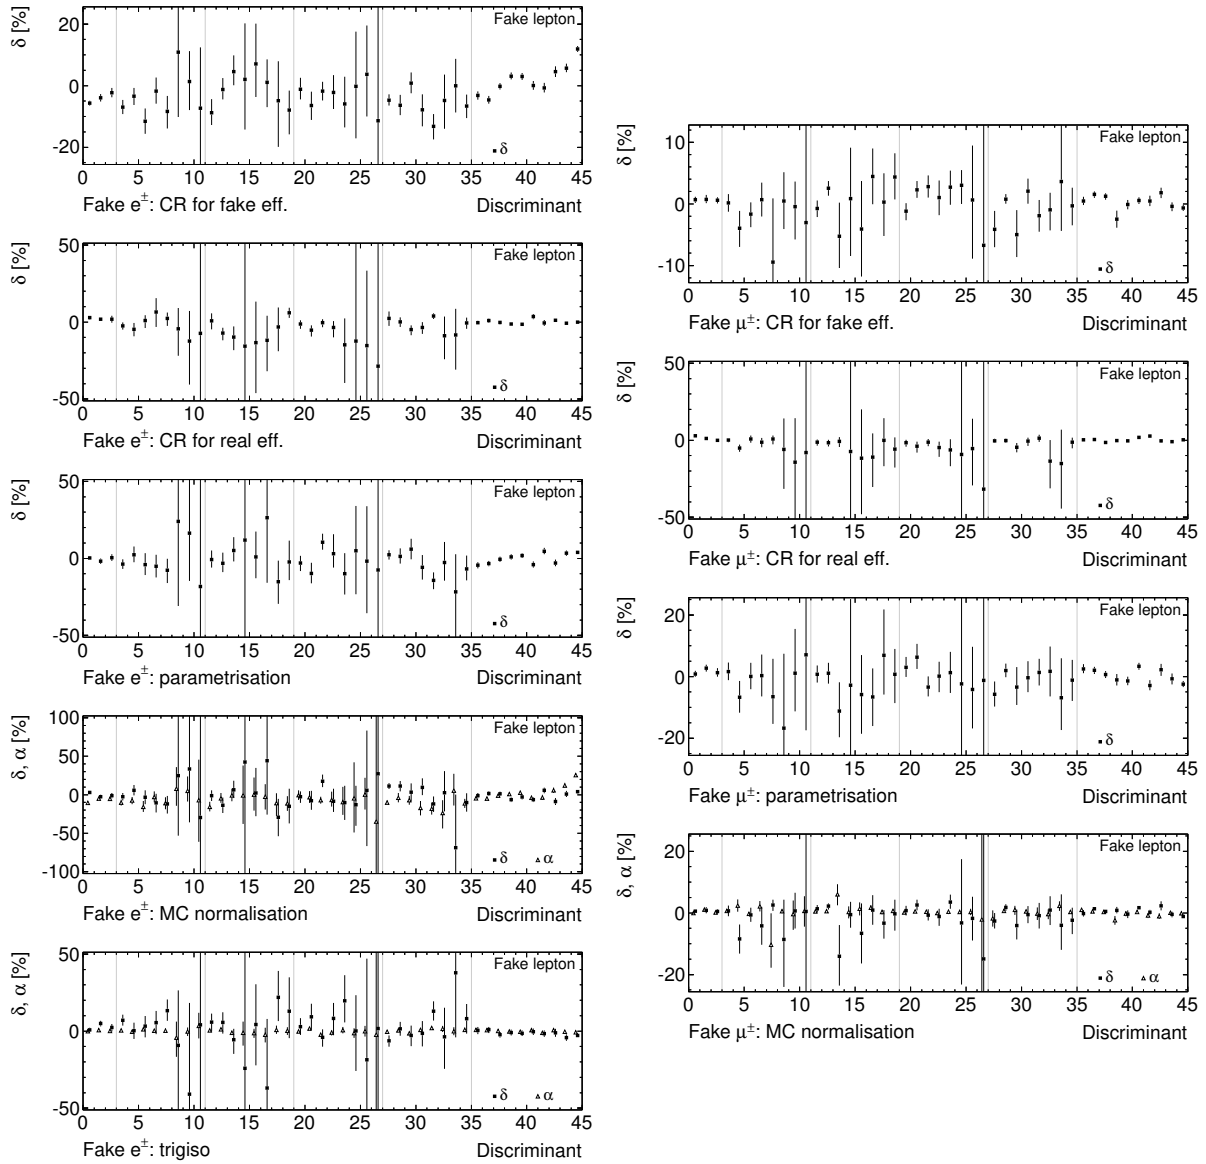 Fake lepton
δ [%]
20
0
-20
δ
0 5 10 15 20 25 30 35 40 45
Fake e±: CR for fake eff. Discriminant
Fake lepton
δ [%]
50
0
-50
δ
0 5 10 15 20 25 30 35 40 45
Fake e±: CR for real eff. Discriminant
Fake lepton
δ [%]
50
0
-50
δ
0 5 10 15 20 25 30 35 40 45
Fake e±: parametrisation Discriminant
Fake lepton
δ, α [%]
100
50
0
-50
-100
δ α
0 5 10 15 20 25 30 35 40 45
Fake e±: MC normalisation Discriminant
Fake lepton
δ, α [%]
50
0
-50
δ α
0 5 10 15 20 25 30 35 40 45
Fake e±: trigiso Discriminant
Fake lepton
δ [%]
10
0
-10
δ
0 5 10 15 20 25 30 35 40 45
Fake μ±: CR for fake eff. Discriminant
Fake lepton
δ [%]
50
0
-50
δ
0 5 10 15 20 25 30 35 40 45
Fake μ±: CR for real eff. Discriminant
Fake lepton
δ [%]
20
0
-20
δ
0 5 10 15 20 25 30 35 40 45
Fake μ±: parametrisation Discriminant
Fake lepton
δ, α [%]
20
0
-20
δ α
0 5 10 15 20 25 30 35 40 45
Fake μ±: MC normalisation Discriminant